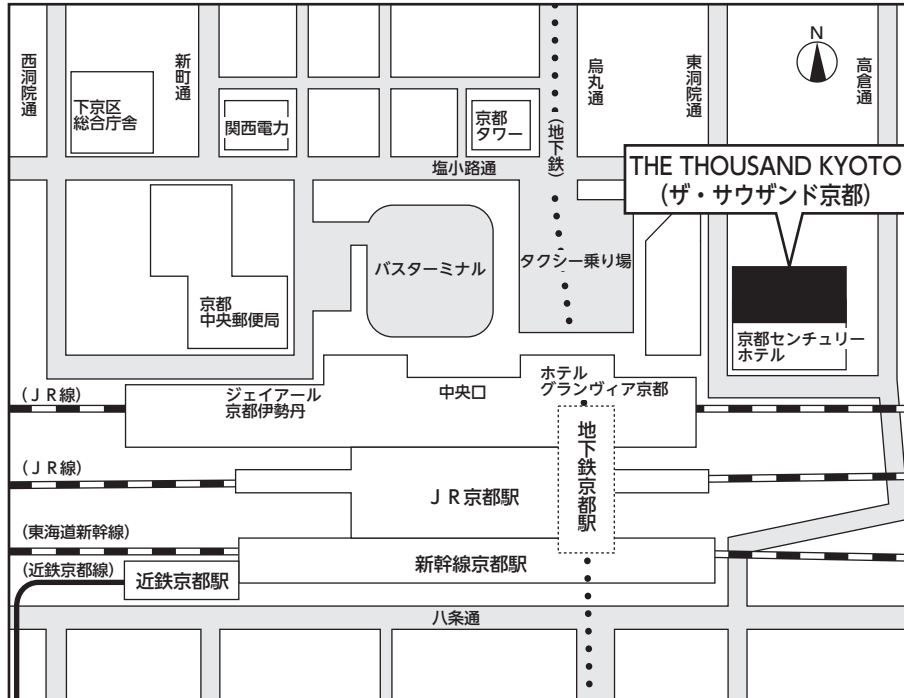 西洞院通
新町通
烏丸通
東洞院通
N
高倉通
下京区
総合庁舎
関西電力
京都
タワー
(地下鉄)
塩小路通
THE THOUSAND KYOTO
(ザ・サウザンド京都)
バスターミナル
タクシー乗り場
京都
中央郵便局
京都センチュリー
ホテル
(JR線)
ジェイアール
京都伊勢丹
中央口
ホテル
グランヴィア京都
地下鉄京都駅
(JR線)
JR京都駅
(東海道新幹線)
新幹線京都駅
(近鉄京都線)
近鉄京都駅
八条通